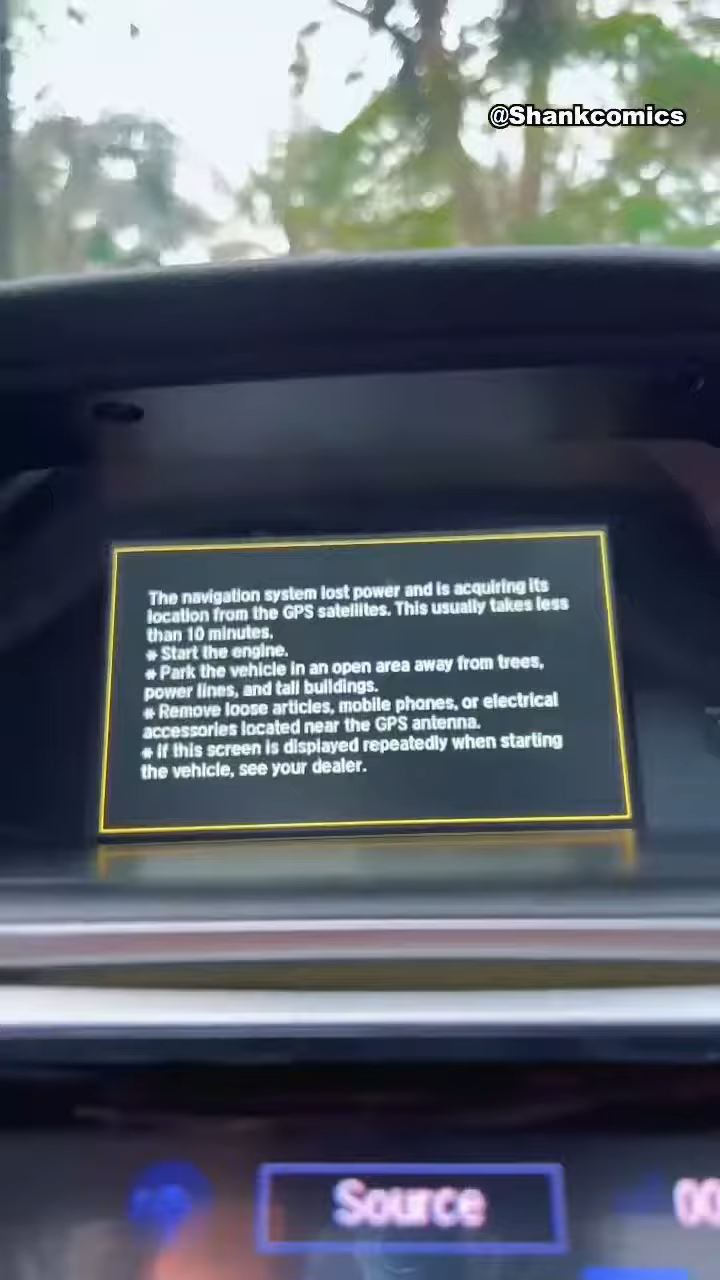 @Shankcomics
The navigation system lost power and is acquiring its
location from the GPS satellites. This usually takes less
than 10 minutes.
* Start the engine.
* Park the vehicle in an open area away from trees,
power lines, and tall buildings.
* Remove loose articles, mobile phones, or electrical
accessories located near the GPS antenna.
* If this screen is displayed repeatedly when starting
the vehicle, see your dealer.
Source
00